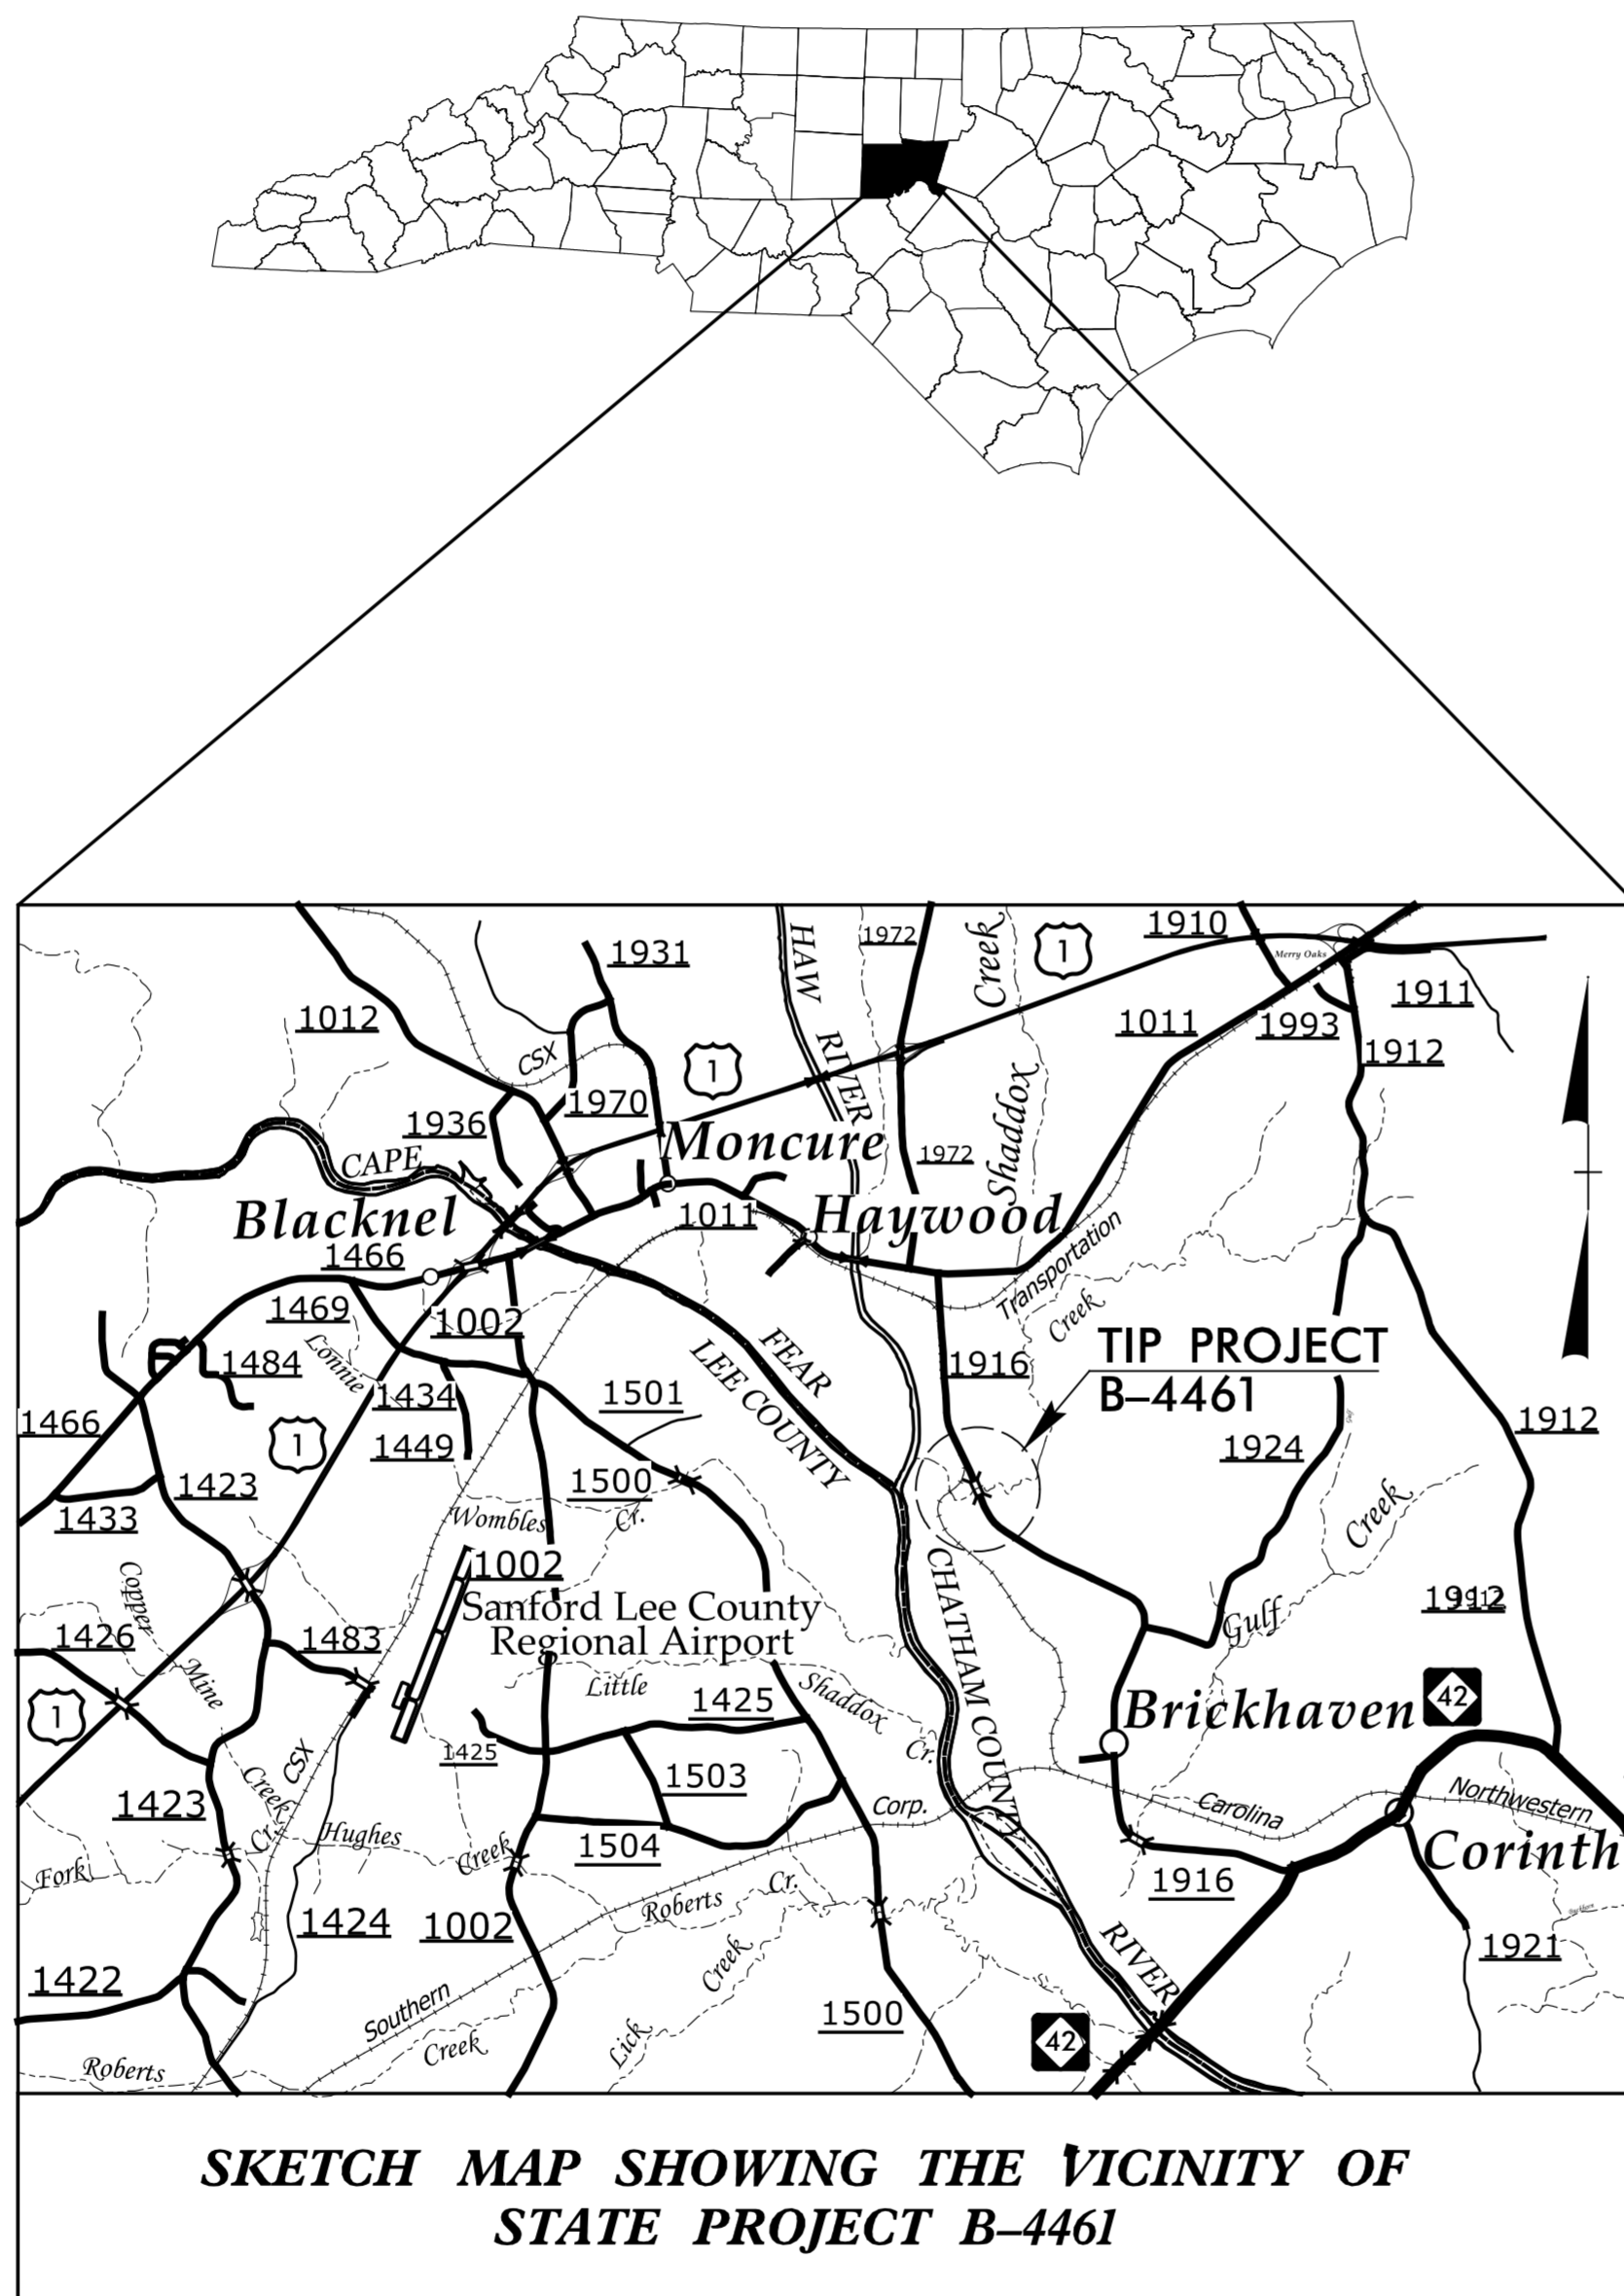 HAW RIVER
1972
Creek
1
1910
Merry Oaks
1931
1911
1012
1011
1993
CSX
1912
1
1970
1936
Moncure
CAPE
1972
Shaddox
Blacknel
1011
Haywood
1466
Transportation
1469
1002
Creek
FEAR
LEE COUNTY
TIP PROJECT
B–4461
1484
Lonnie
1916
1434
1501
1466
1
1449
1912
1924
1423
1500
1433
Wombles
Cr.
Creek
1002
Copper
Sanford Lee County
Regional Airport
CHATHAM COUNTY
1912
1426
1483
Gulf
Mine
Little
1
1425
Shaddox
Brickhaven
42
1425
Cr.
CSX
1503
Creek
1423
Corp.
Carolina
Northwestern
Cr.
Hughes
Creek
1504
Corinth
Fork
1916
Roberts
Cr.
1424
1002
RIVER
1921
Creek
1422
Southern
1500
42
Creek
Lick
Roberts
SKETCH MAP SHOWING THE VICINITY OF
STATE PROJECT B–4461